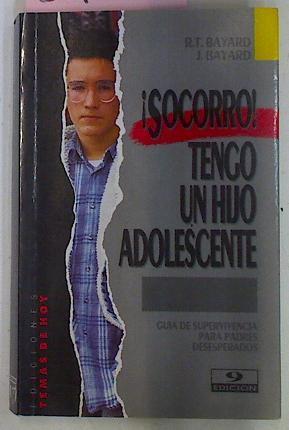 R.T. BAYARD
J. BAYARD
¡SOCORRO!
TENGO
UN HIJO
ADOLESCENTE
GUIA DE SUPERVIVENCIA
PARA PADRES
DESESPERADOS
9
EDICION
EDICIONES
TEMAS DE HOY